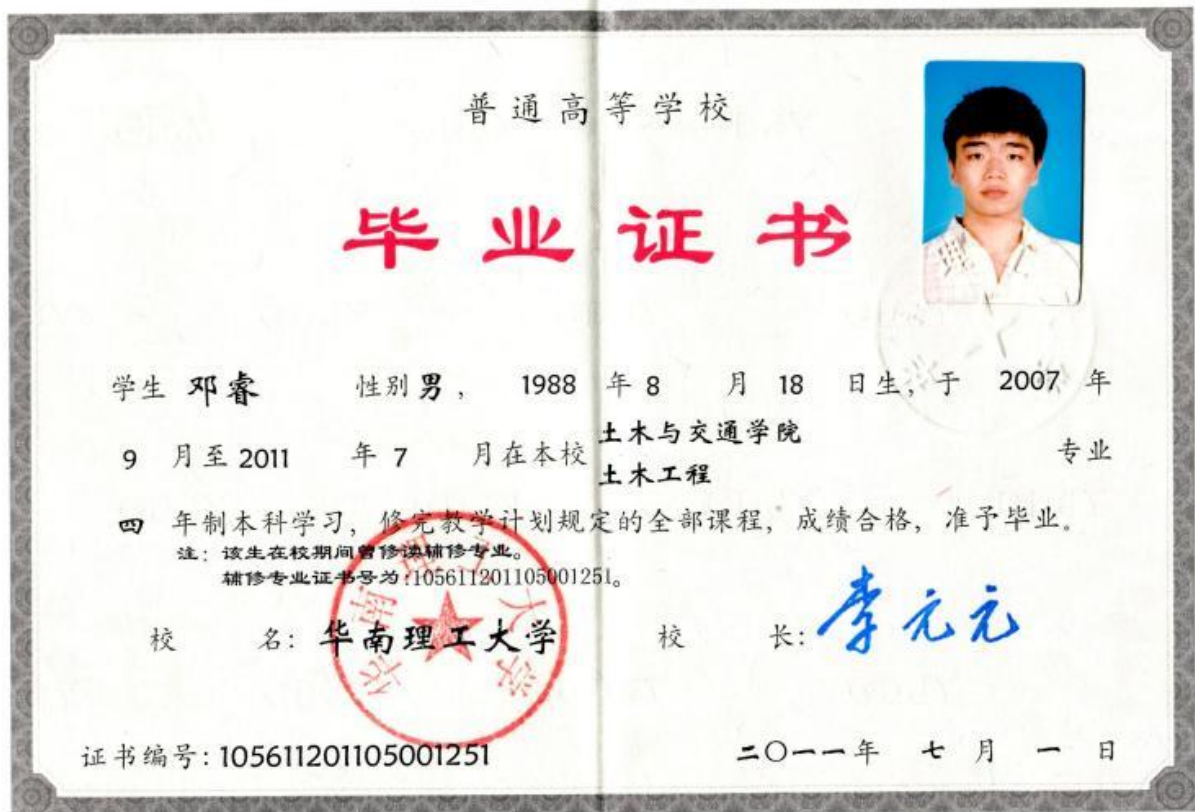 普通高等学校
毕业证书
学生 邓睿 性别 男 ， 1988 年 8 月 18 日生，于 2007 年
9 月至 2011 年 7 月在本校 土木与交通学院 土木工程 专业
四 年制本科学习，修完教学计划规定的全部课程，成绩合格，准予毕业。
注：该生在校期间曾修读辅修专业。
辅修专业证书号为:105611201105001251。
校 名：华南理工大学 校 长：李元元
华南理工大学
证书编号：105611201105001251 二〇一一年 七 月 一 日